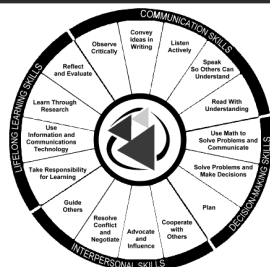 COMMUNICATION SKILLS
Convey
Ideas in
Writing
Listen
Actively
Speak
So Others Can
Understand
Read With
Understanding
Observe
Critically
DECISION-MAKING SKILLS
Use Math to
Solve Problems and
Communicate
Solve Problems and
Make Decisions
Plan
INTERPERSONAL SKILLS
Cooperate
with
Others
Advocate
and
Influence
Resolve
Conflict
and
Negotiate
Guide
Others
LIFELONG LEARNING SKILLS
Take Responsibility
for Learning
Use
Information and
Communications
Technology
Learn Through
Research
Reflect
and Evaluate